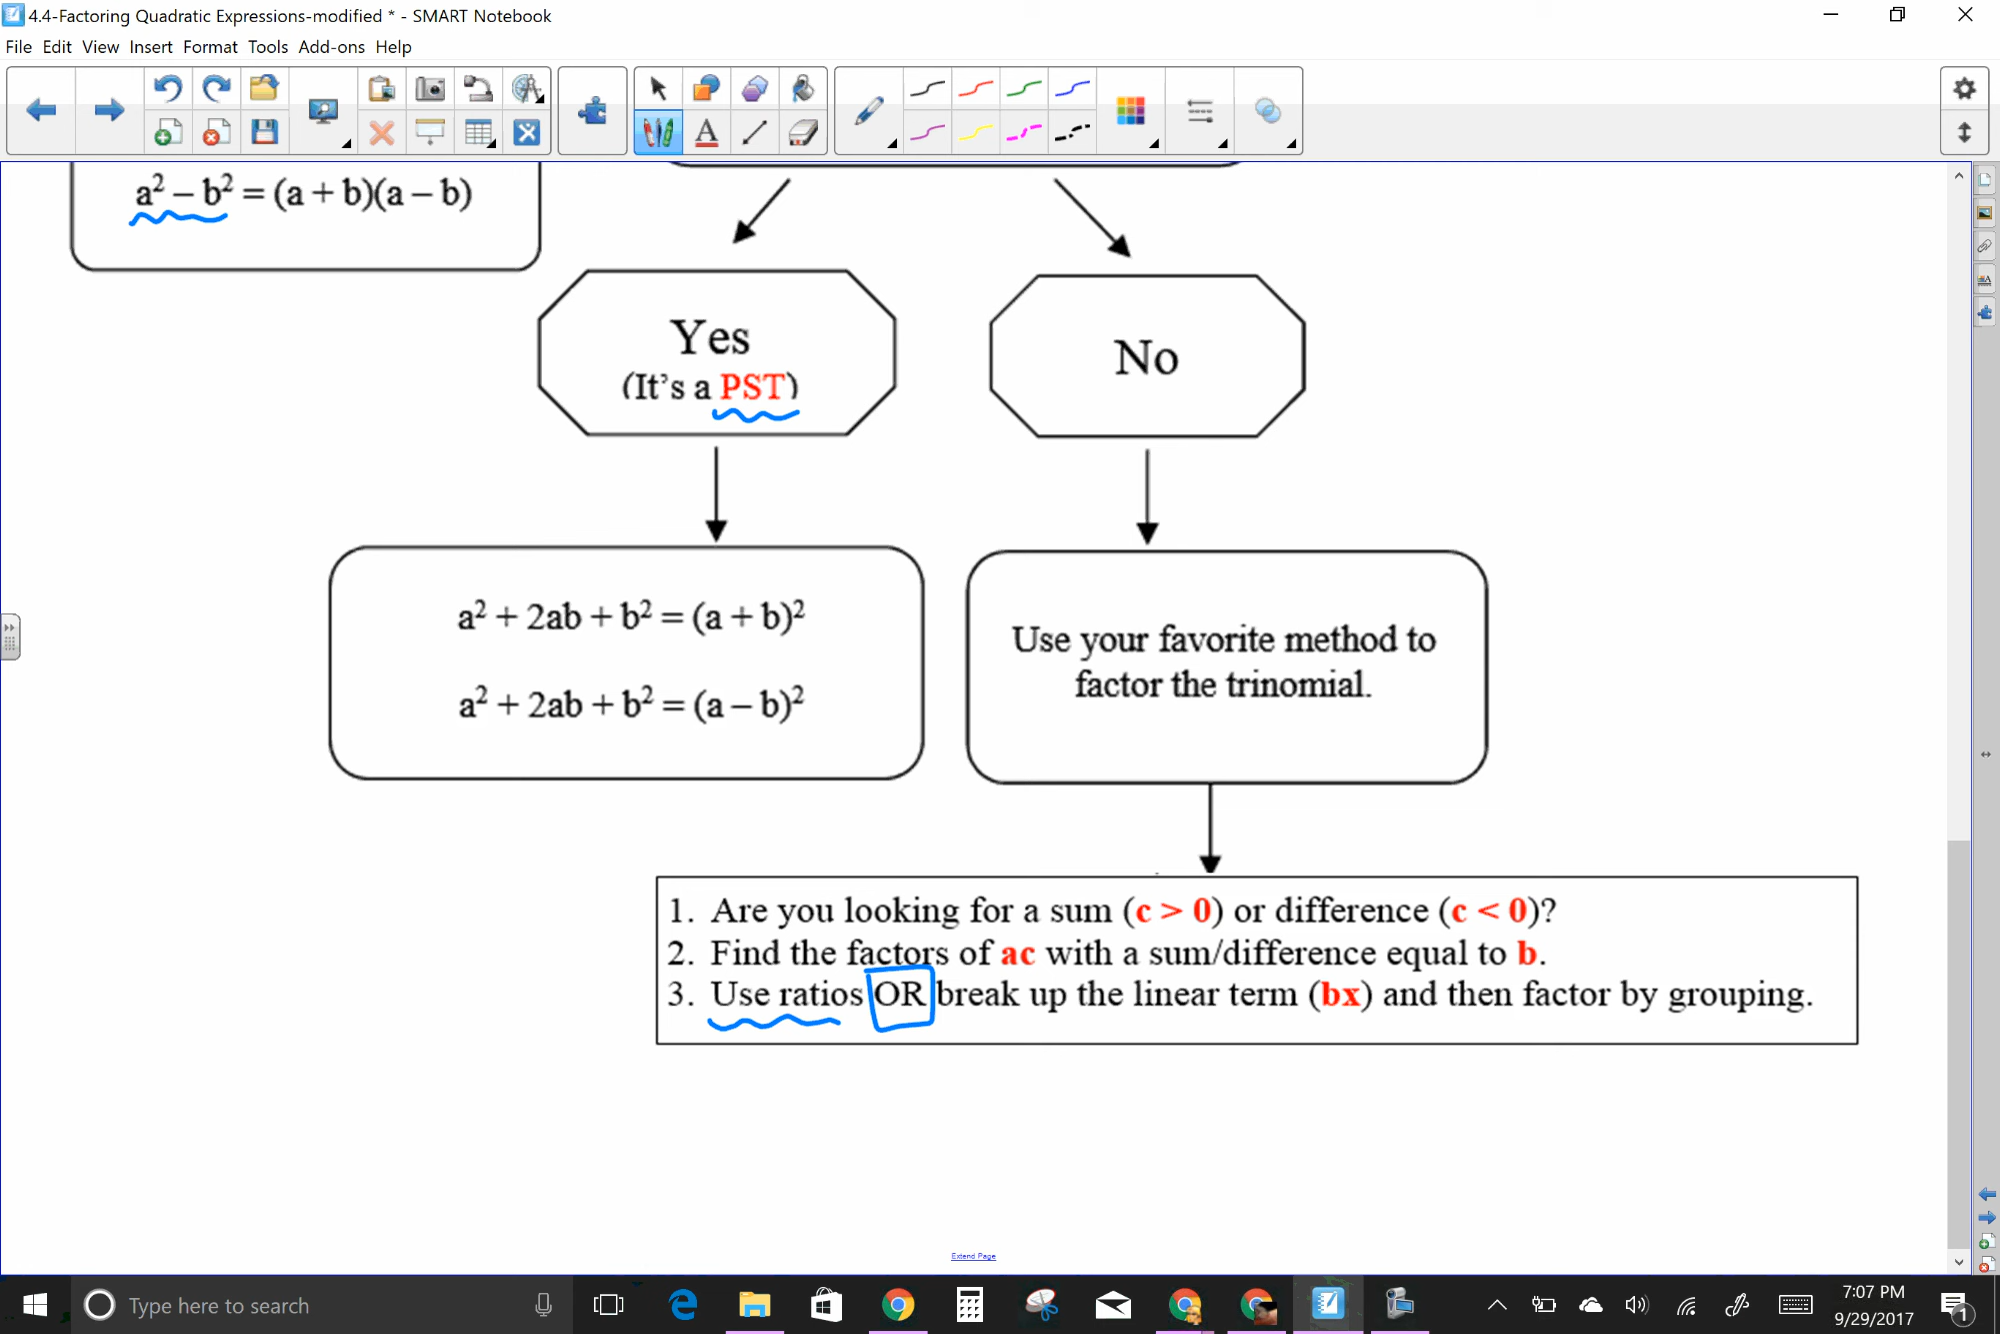 4.4-Factoring Quadratic Expressions-modified * - SMART Notebook
File Edit View Insert Format Tools Add-ons Help
a² – b² = (a + b)(a – b)
Yes
(It's a PST)
No
a² + 2ab + b² = (a + b)²
a² + 2ab + b² = (a – b)²
Use your favorite method to
factor the trinomial.
1. Are you looking for a sum (c > 0) or difference (c < 0)?
2. Find the factors of ac with a sum/difference equal to b.
3. Use ratios OR break up the linear term (bx) and then factor by grouping.
Extend Page
Type here to search
7:07 PM
9/29/2017
1